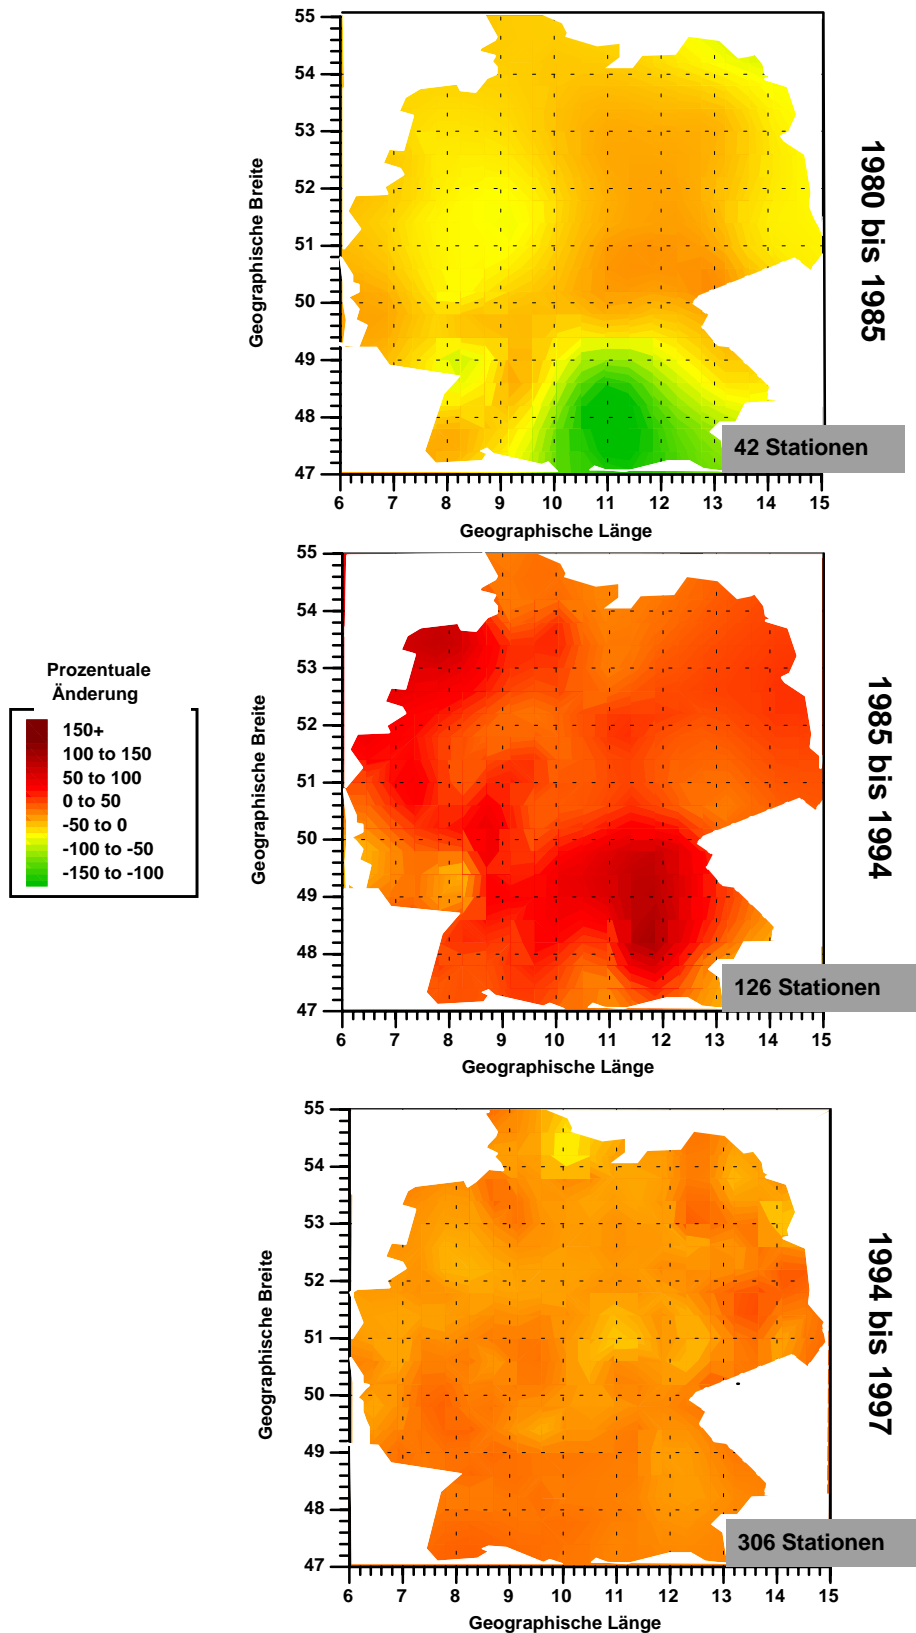 55
54
53
52
51
50
49
48
47
Geographische Breite
6 7 8 9 10 11 12 13 14 15
Geographische Länge
42 Stationen
1980 bis 1985
Prozentuale
Änderung
150+
100 to 150
50 to 100
0 to 50
-50 to 0
-100 to -50
-150 to -100
55
54
53
52
51
50
49
48
47
Geographische Breite
6 7 8 9 10 11 12 13 14 15
Geographische Länge
126 Stationen
1985 bis 1994
55
54
53
52
51
50
49
48
47
Geographische Breite
6 7 8 9 10 11 12 13 14 15
Geographische Länge
306 Stationen
1994 bis 1997